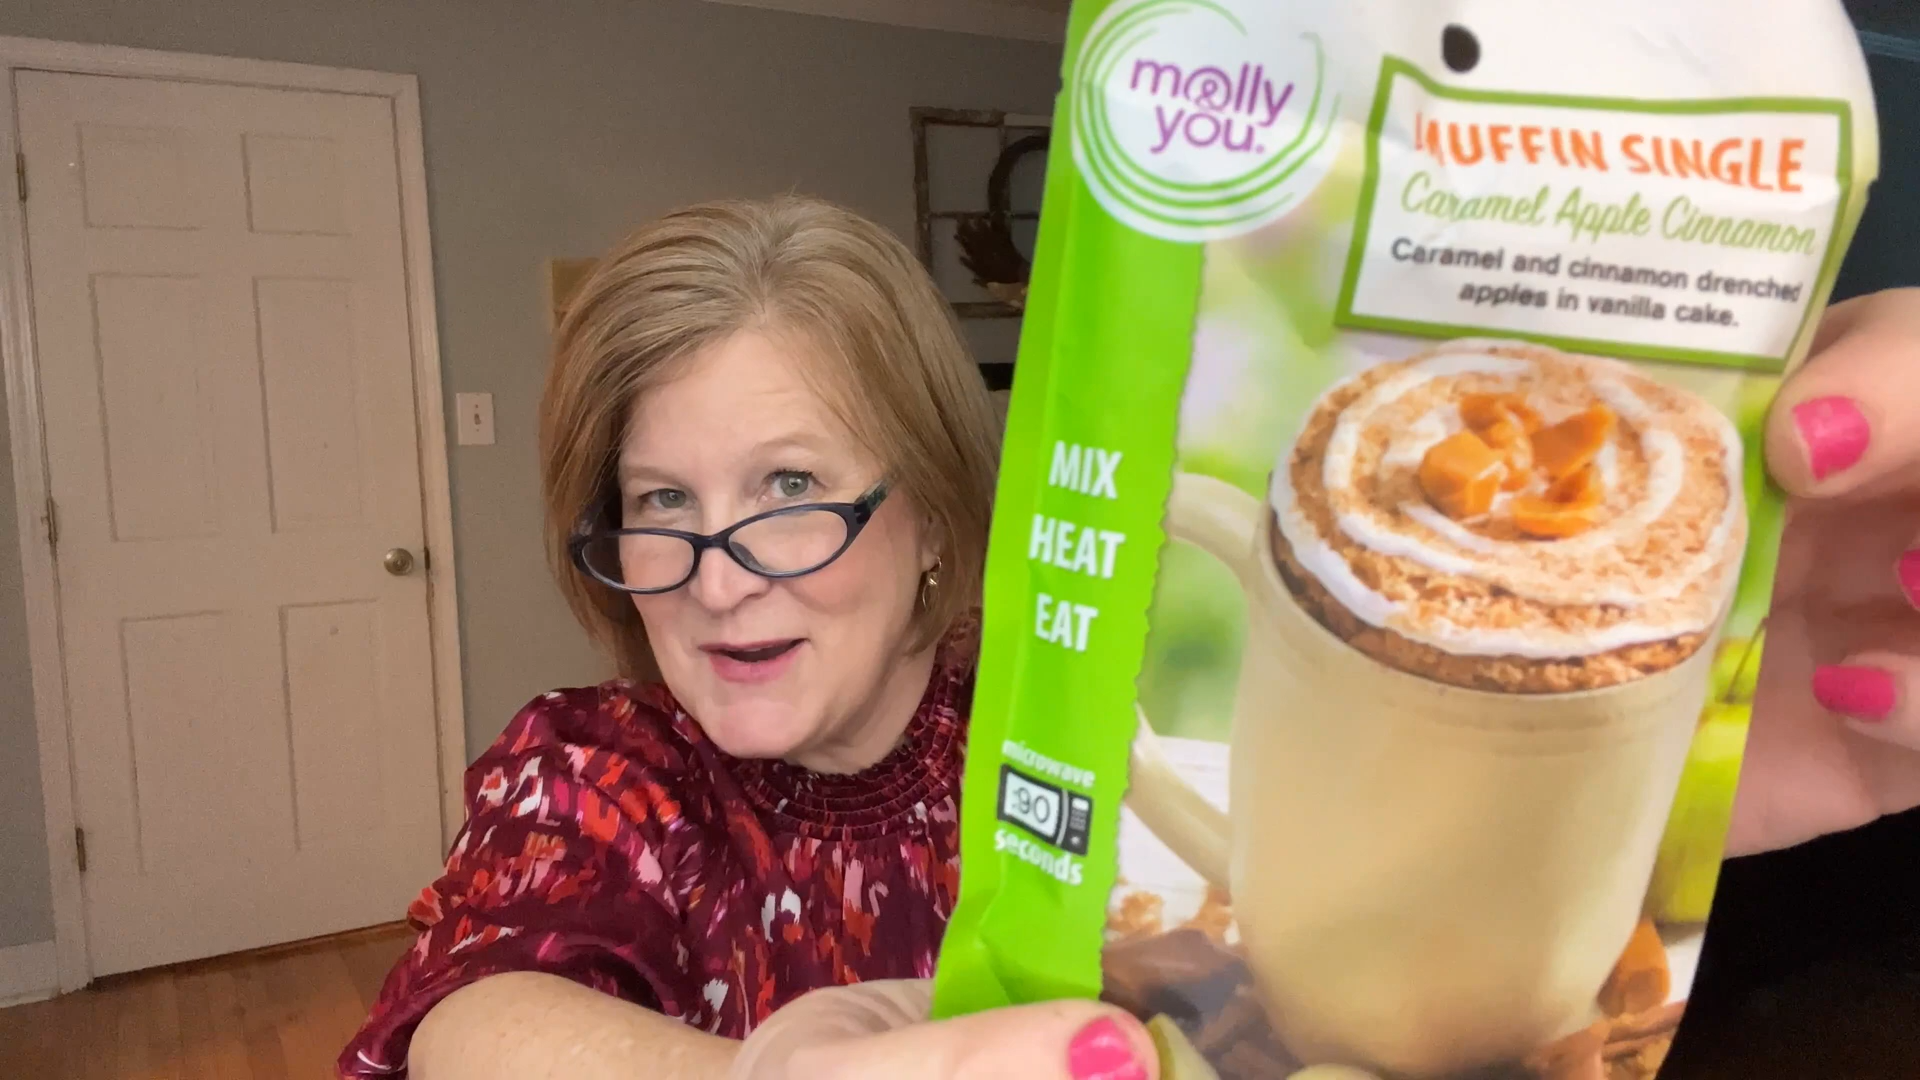 molly
&
you.
MUFFIN SINGLE
Caramel Apple Cinnamon
Caramel and cinnamon drenched
apples in vanilla cake.
MIX
HEAT
EAT
microwave
:90
seconds